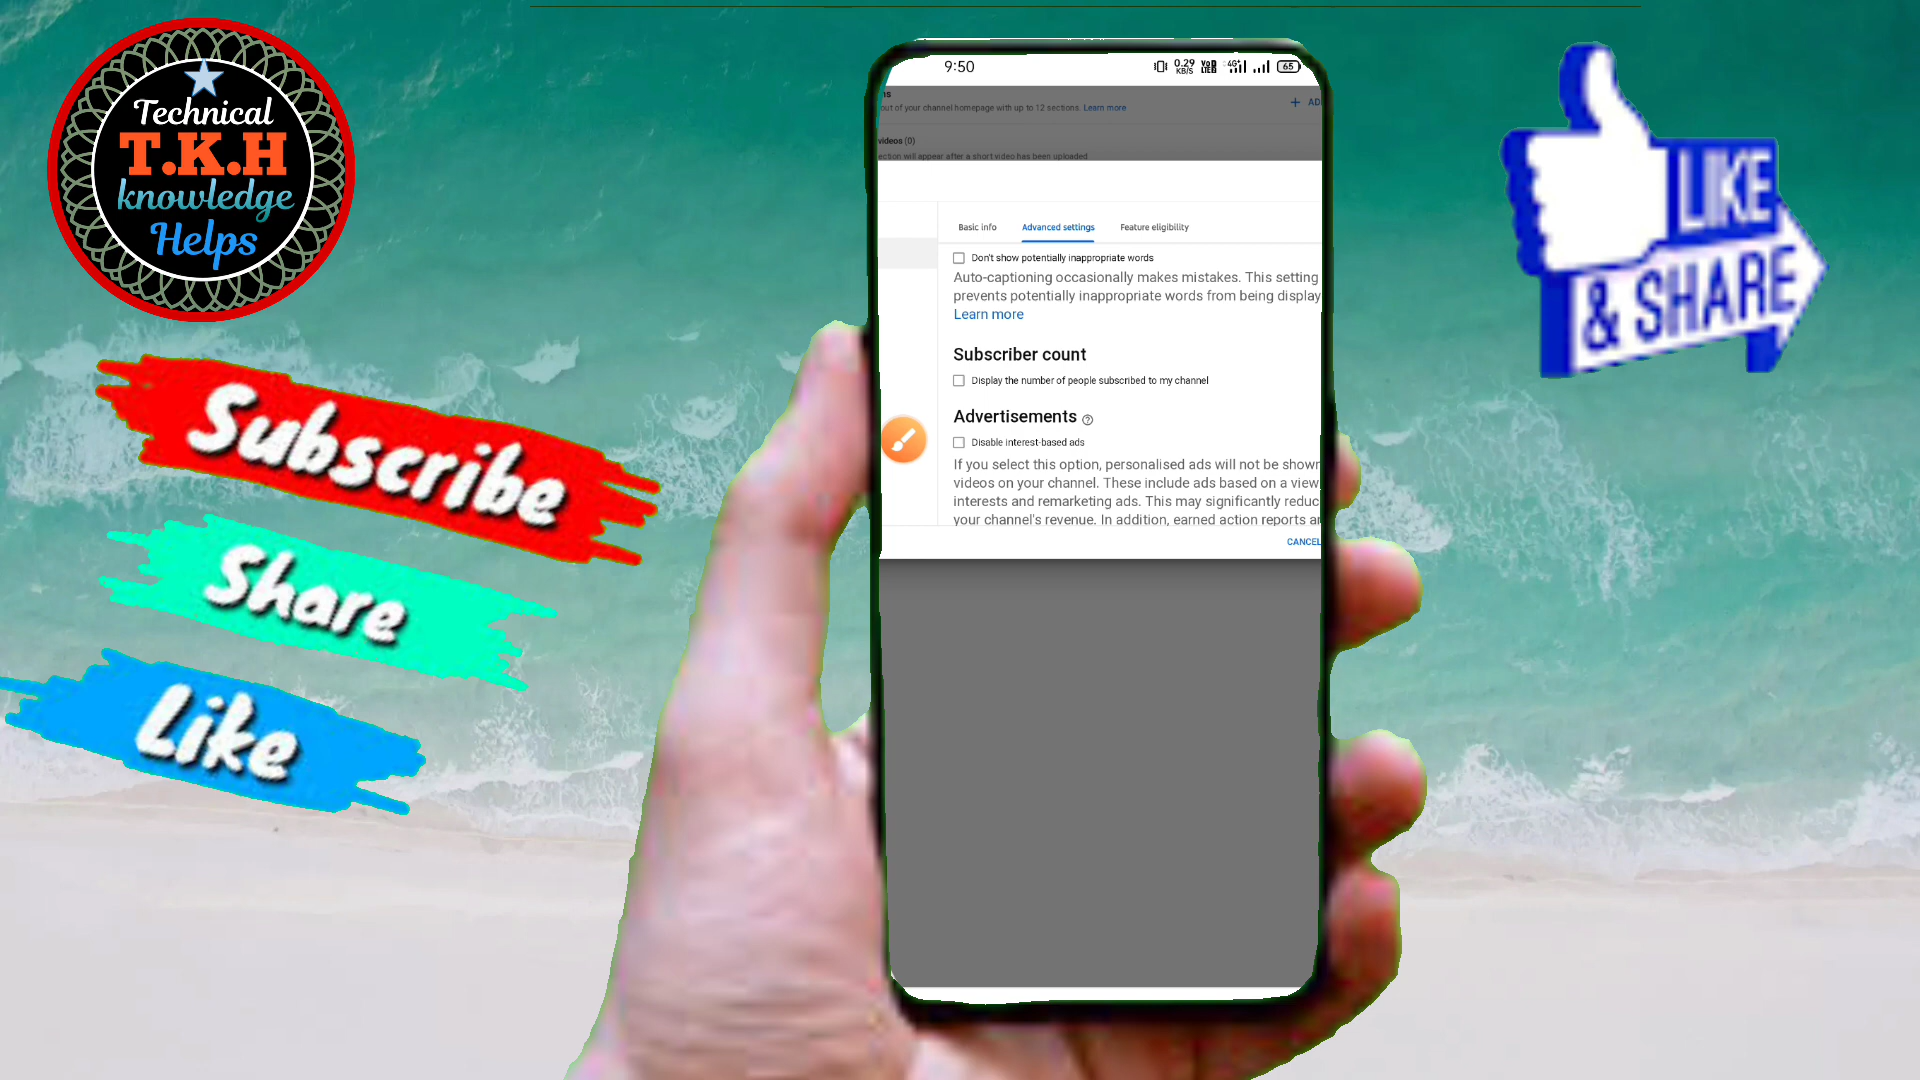 Technical
T.K.H
knowledge
Helps
Subscribe
Share
Like
9:50
0.29
KB/S
VoD
LTE
4G+
65
ns
out of your channel homepage with up to 12 sections. Learn more
+ AD
videos (0)
ection will appear after a short video has been uploaded
Basic info
Advanced settings
Feature eligibility
Don't show potentially inappropriate words
Auto-captioning occasionally makes mistakes. This setting
prevents potentially inappropriate words from being display
Learn more
Subscriber count
Display the number of people subscribed to my channel
Advertisements
Disable interest-based ads
If you select this option, personalised ads will not be shown
videos on your channel. These include ads based on a view
interests and remarketing ads. This may significantly reduc
your channel's revenue. In addition, earned action reports a
CANCEL
LIKE
& SHARE